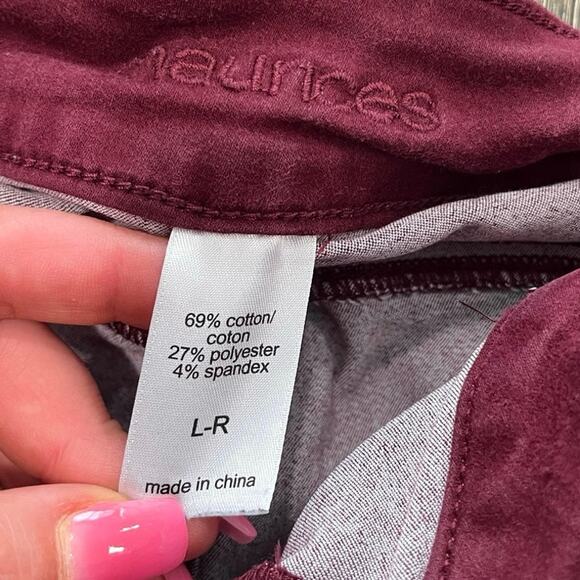 maurices
69% cotton/
coton
27% polyester
4% spandex
L-R
made in china